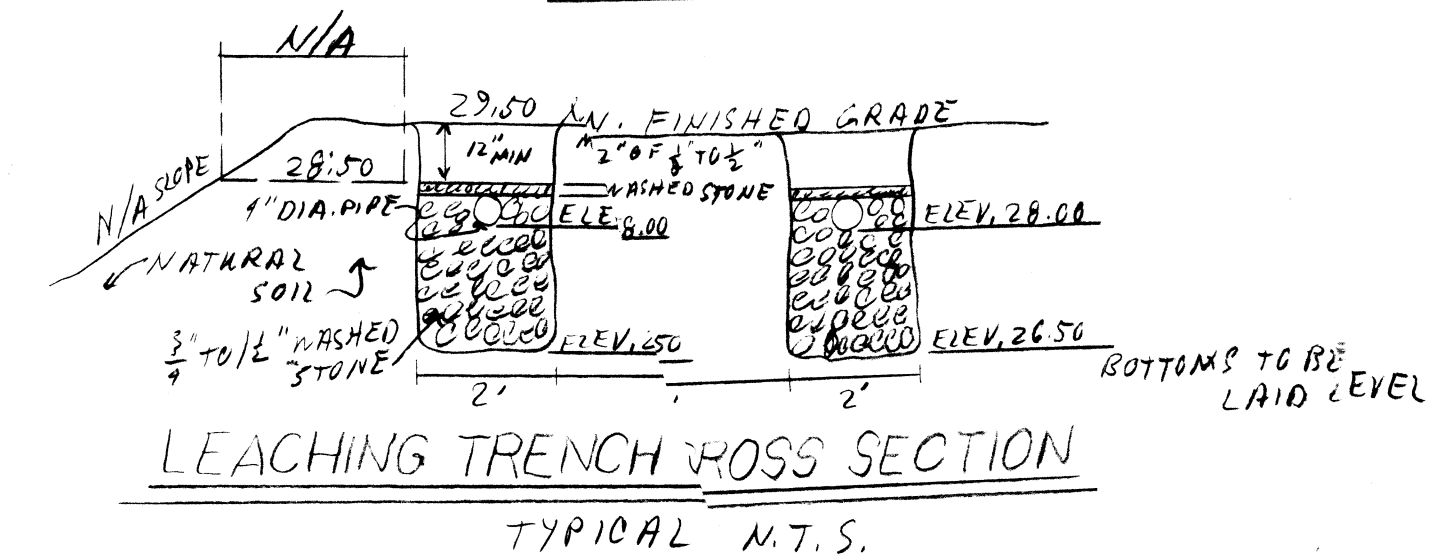 N/A
29.50
N. FINISHED GRADE
12" MIN
2" OF 1/8" TO 1/2"
WASHED STONE
N/A SLOPE
28.50
4" DIA. PIPE
ELE 8.00
ELEV. 28.00
NATURAL
SOIL
3/4" TO 1 1/2" WASHED
STONE
ELEV. 50
ELEV. 26.50
BOTTOMS TO BE
LAID LEVEL
2'
2'
LEACHING TRENCH ROSS SECTION
TYPICAL N.T.S.